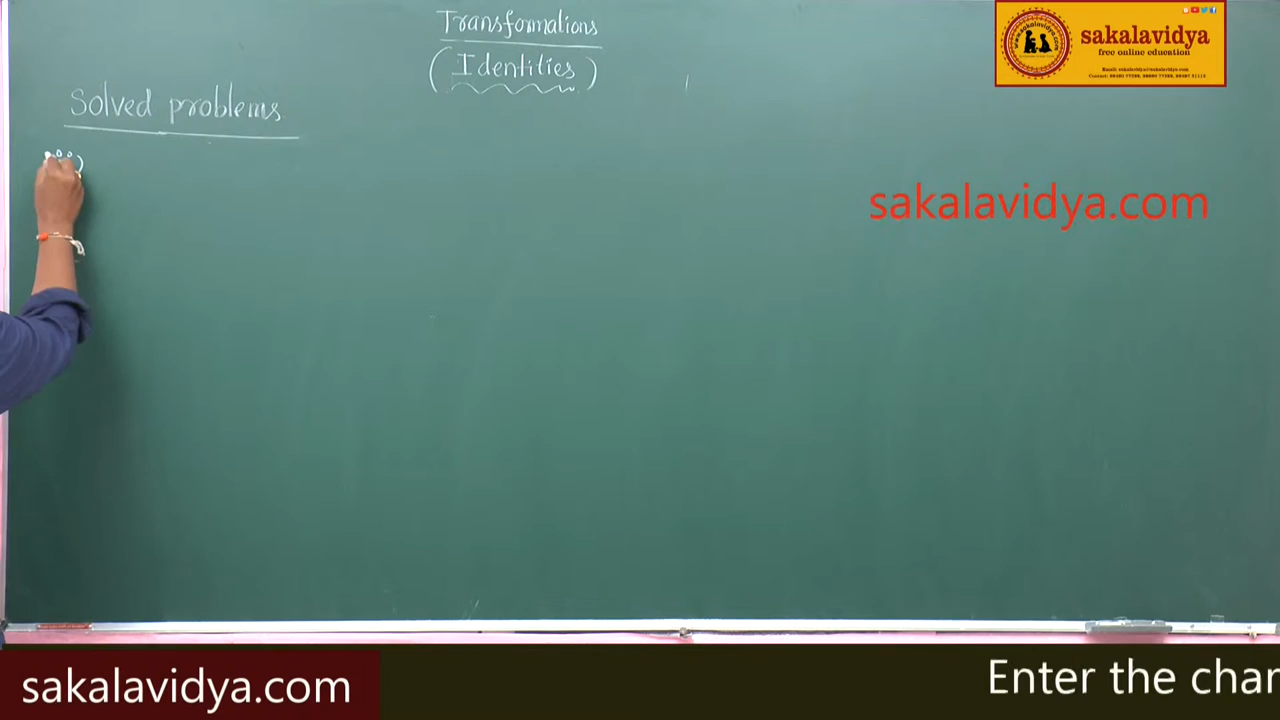 Transformations
(Identities)
Solved problems
sakalavidya
free online education
sakalavidya.com
sakalavidya.com
Enter the char